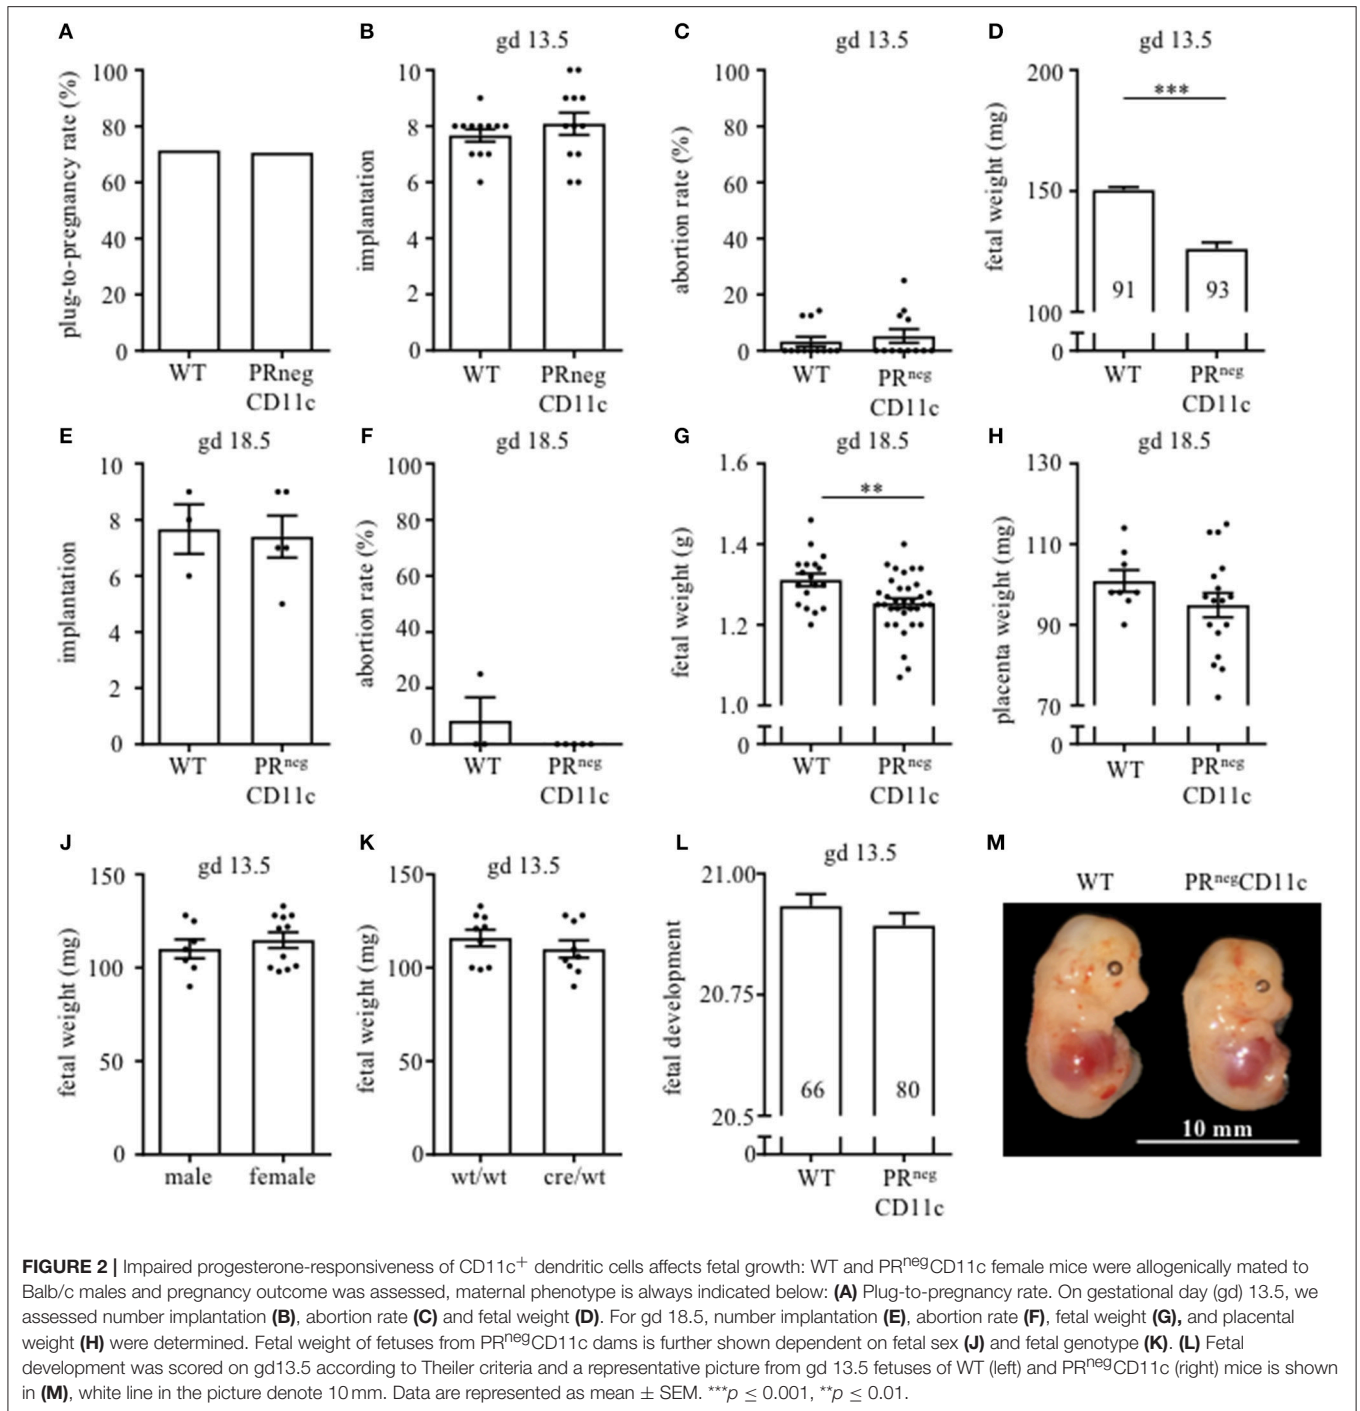 A
plug-to-pregnancy rate (%)
100
80
60
40
20
0
WT
PRneg
CD11c
B
gd 13.5
implantation
10
8
6
4
2
0
WT
PRneg
CD11c
C
gd 13.5
abortion rate (%)
100
80
60
40
20
0
WT
PRⁿᵉᵍ
CD11c
D
gd 13.5
fetal weight (mg)
200
150
100
0
***
91
93
WT
PRⁿᵉᵍ
CD11c
E
gd 18.5
implantation
10
8
6
4
2
0
WT
PRⁿᵉᵍ
CD11c
F
gd 18.5
abortion rate (%)
100
80
60
40
20
0
WT
PRⁿᵉᵍ
CD11c
G
gd 18.5
fetal weight (g)
1.6
1.4
1.2
1.0
0
**
WT
PRⁿᵉᵍ
CD11c
H
gd 18.5
placenta weight (mg)
130
110
90
70
0
WT
PRⁿᵉᵍ
CD11c
J
gd 13.5
fetal weight (mg)
150
100
50
0
male
female
K
gd 13.5
fetal weight (mg)
150
100
50
0
wt/wt
cre/wt
L
gd 13.5
fetal development
21.00
20.75
20.5
0
66
80
WT
PRⁿᵉᵍ
CD11c
M
WT
PRⁿᵉᵍCD11c
10 mm
FIGURE 2 | Impaired progesterone-responsiveness of CD11c⁺ dendritic cells affects fetal growth: WT and PRⁿᵉᵍCD11c female mice were allogenically mated to
Balb/c males and pregnancy outcome was assessed, maternal phenotype is always indicated below: (A) Plug-to-pregnancy rate. On gestational day (gd) 13.5, we
assessed number implantation (B), abortion rate (C) and fetal weight (D). For gd 18.5, number implantation (E), abortion rate (F), fetal weight (G), and placental
weight (H) were determined. Fetal weight of fetuses from PRⁿᵉᵍCD11c dams is further shown dependent on fetal sex (J) and fetal genotype (K). (L) Fetal
development was scored on gd13.5 according to Theiler criteria and a representative picture from gd 13.5 fetuses of WT (left) and PRⁿᵉᵍCD11c (right) mice is shown
in (M), white line in the picture denote 10 mm. Data are represented as mean ± SEM. ***p ≤ 0.001, **p ≤ 0.01.